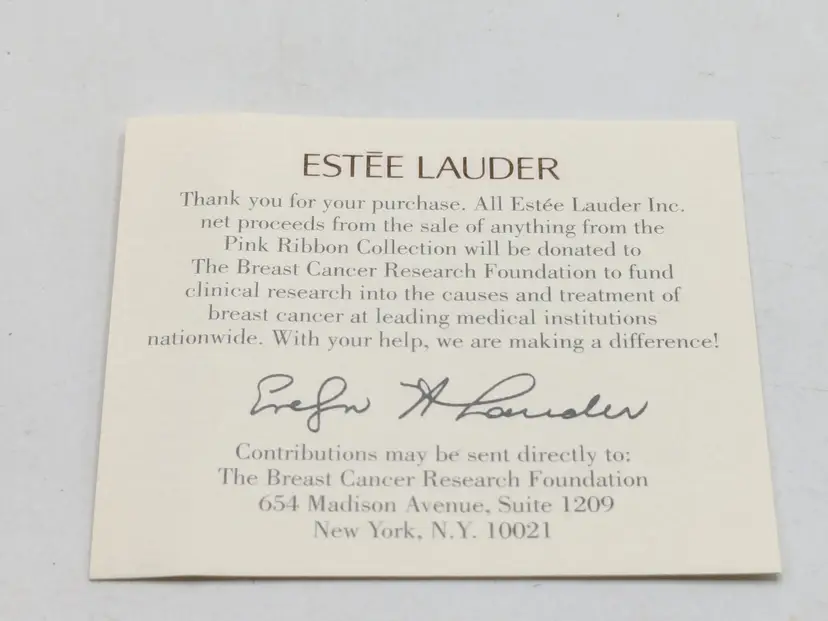 ESTĒE LAUDER
Thank you for your purchase. All Estée Lauder Inc.
net proceeds from the sale of anything from the
Pink Ribbon Collection will be donated to
The Breast Cancer Research Foundation to fund
clinical research into the causes and treatment of
breast cancer at leading medical institutions
nationwide. With your help, we are making a difference!
Evelyn H Lauder
Contributions may be sent directly to:
The Breast Cancer Research Foundation
654 Madison Avenue, Suite 1209
New York, N.Y. 10021